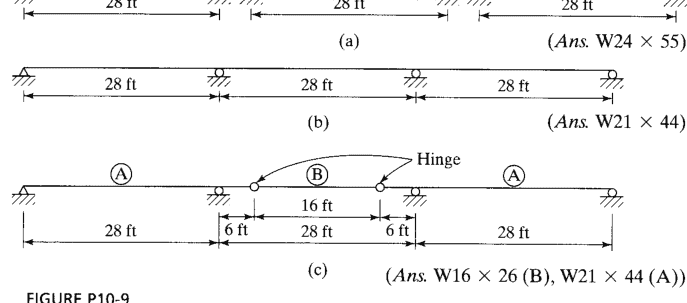 28 ft 28 ft 28 ft
(a) (Ans. W24 × 55)
28 ft 28 ft 28 ft
(b) (Ans. W21 × 44)
Hinge
A B A
16 ft
6 ft 6 ft
28 ft 28 ft 28 ft
(c) (Ans. W16 × 26 (B), W21 × 44 (A))
FIGURE P10-9